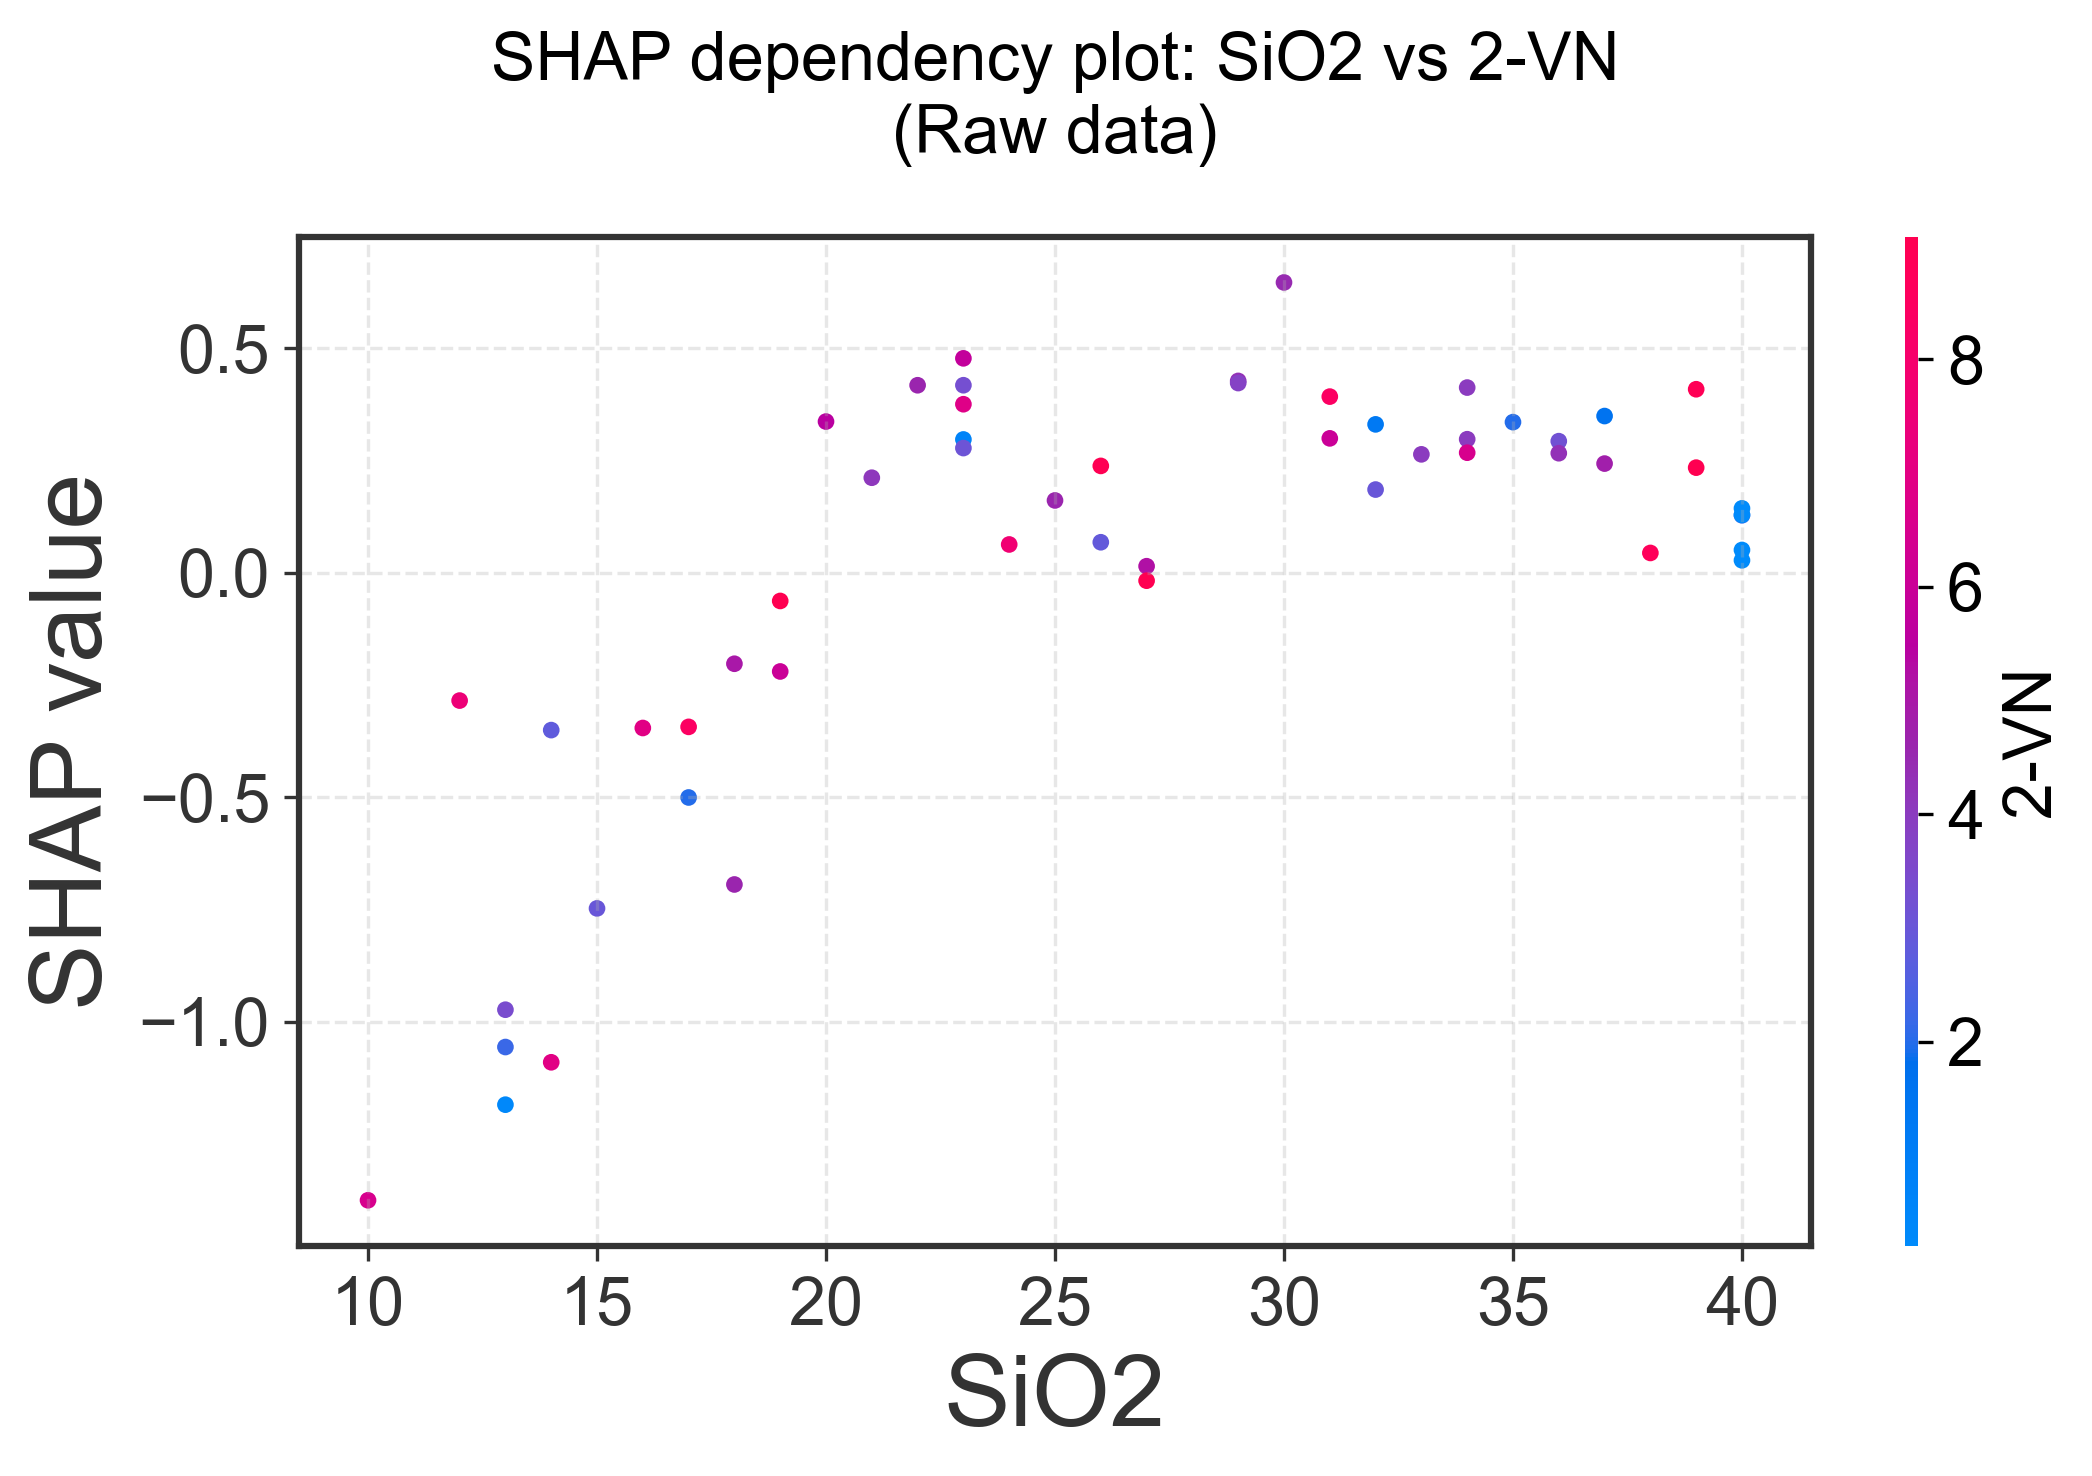 SHAP dependency plot: SiO2 vs 2-VN
(Raw data)
SHAP value
0.5
0.0
−0.5
−1.0
10 15 20 25 30 35 40
SiO2
8
6
4
2
2-VN